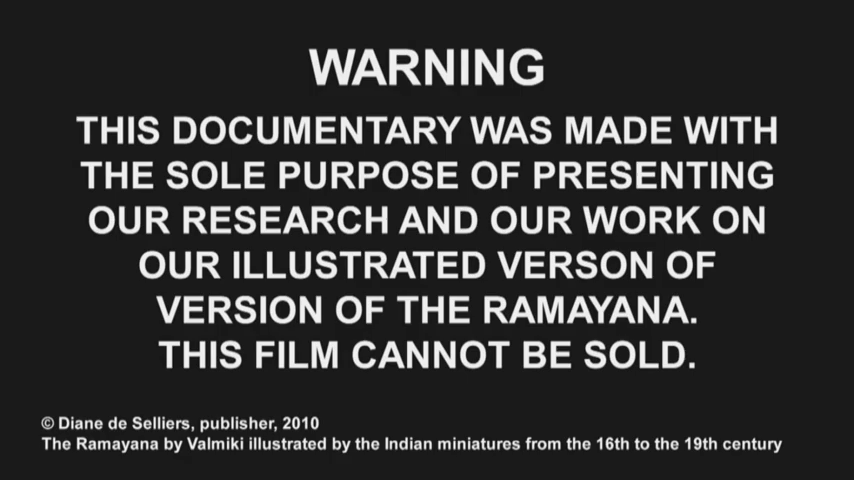 WARNING
THIS DOCUMENTARY WAS MADE WITH
THE SOLE PURPOSE OF PRESENTING
OUR RESEARCH AND OUR WORK ON
OUR ILLUSTRATED VERSON OF
VERSION OF THE RAMAYANA.
THIS FILM CANNOT BE SOLD.
© Diane de Selliers, publisher, 2010
The Ramayana by Valmiki illustrated by the Indian miniatures from the 16th to the 19th century